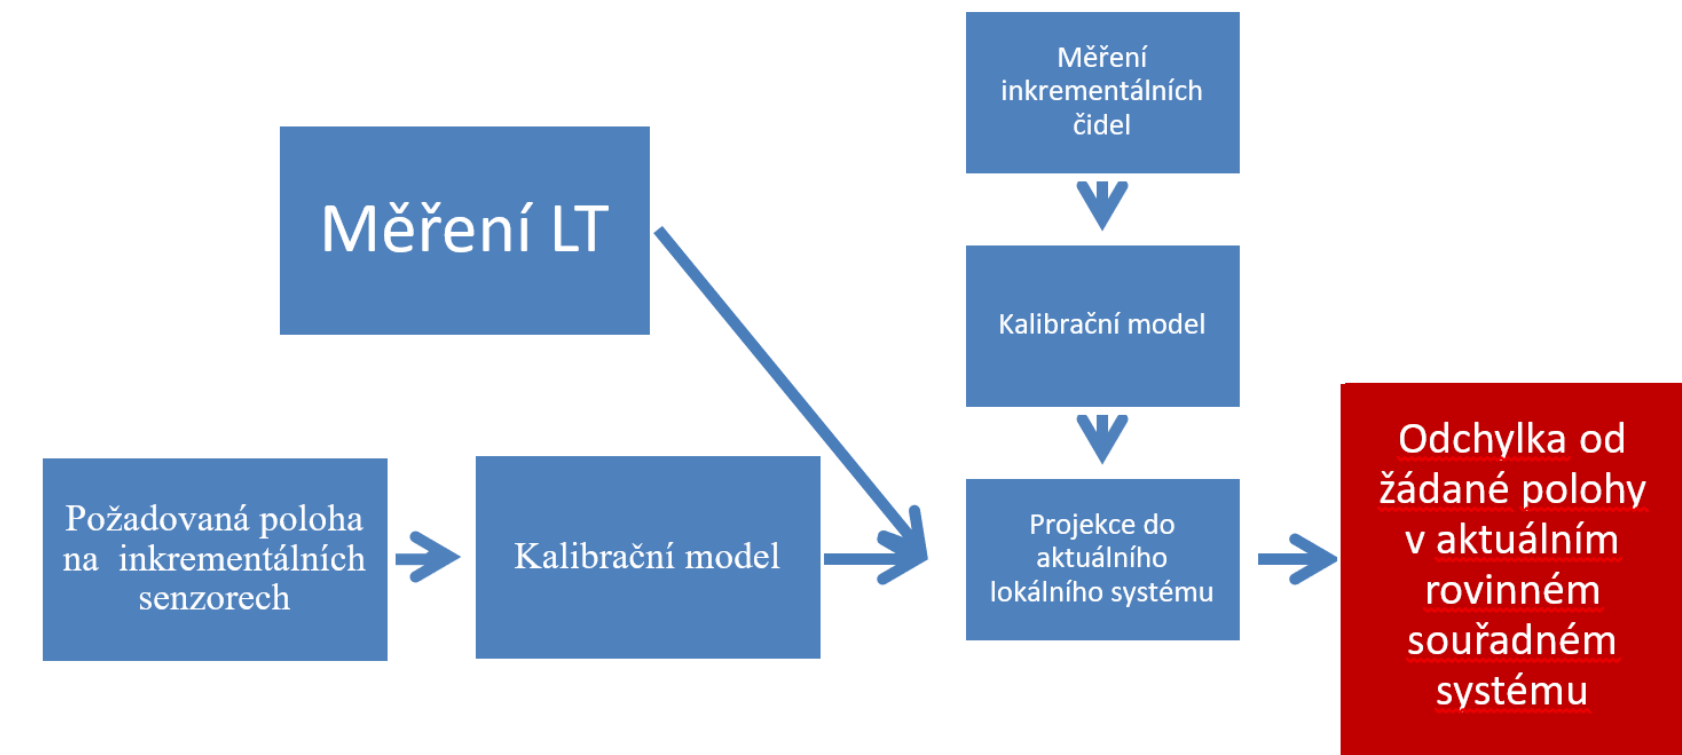 Měření
inkrementálních
čidel
Měření LT
Kalibrační model
Požadovaná poloha
na inkrementálních
senzorech
Kalibrační model
Projekce do
aktuálního
lokálního systému
Odchylka od
žádané polohy
v aktuálním
rovinném
souřadném
systému